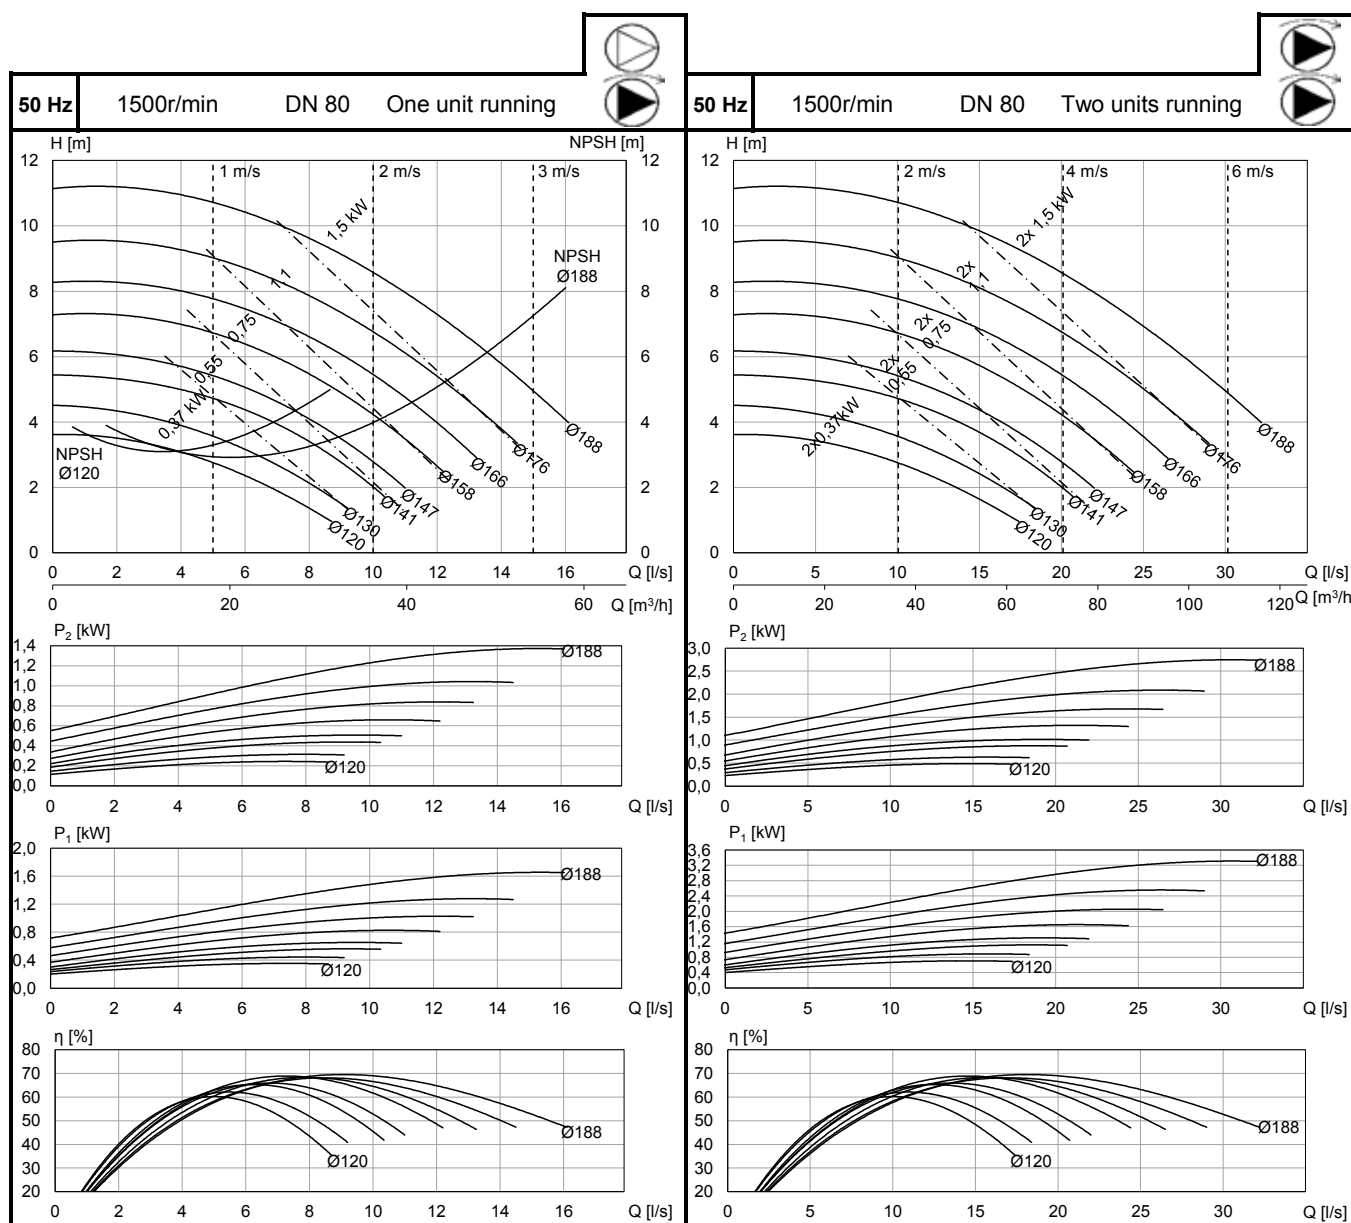 50 Hz 1500r/min DN 80 One unit running
H [m] NPSH [m]
12 1 m/s 2 m/s 3 m/s 12
10 1,5 kW 10
NPSH
Ø188
8 1,1 8
0,75
6 0,55 6
0,37 kW
4 Ø188 4
NPSH
Ø120
Ø176
Ø166
Ø158
2 Ø147 2
Ø141
Ø130
Ø120
0 0
0 2 4 6 8 10 12 14 16 Q [l/s]
0 20 40 60 Q [m³/h]
P₂ [kW]
1,4 Ø188
1,2
1,0
0,8
0,6
0,4
0,2 Ø120
0,0
0 2 4 6 8 10 12 14 16 Q [l/s]
P₁ [kW]
2,0
1,6 Ø188
1,2
0,8
0,4 Ø120
0,0
0 2 4 6 8 10 12 14 16 Q [l/s]
η [%]
80
70
60
50 Ø188
40
30 Ø120
20
0 2 4 6 8 10 12 14 16 Q [l/s]
50 Hz 1500r/min DN 80 Two units running
H [m]
12 2 m/s 4 m/s 6 m/s
10 2x 1,5 kW
8 2x
1,1
2x
0,75
6 2x
0,55
2x0,37kW
4 Ø188
Ø176
Ø166
Ø158
2 Ø147
Ø141
Ø130
Ø120
0
0 5 10 15 20 25 30 Q [l/s]
0 20 40 60 80 100 120 Q [m³/h]
P₂ [kW]
3,0
2,5 Ø188
2,0
1,5
1,0
0,5 Ø120
0,0
0 5 10 15 20 25 30 Q [l/s]
P₁ [kW]
3,6
3,2 Ø188
2,8
2,4
2,0
1,6
1,2
0,8
0,4 Ø120
0,0
0 5 10 15 20 25 30 Q [l/s]
η [%]
80
70
60
50 Ø188
40
30 Ø120
20
0 5 10 15 20 25 30 Q [l/s]